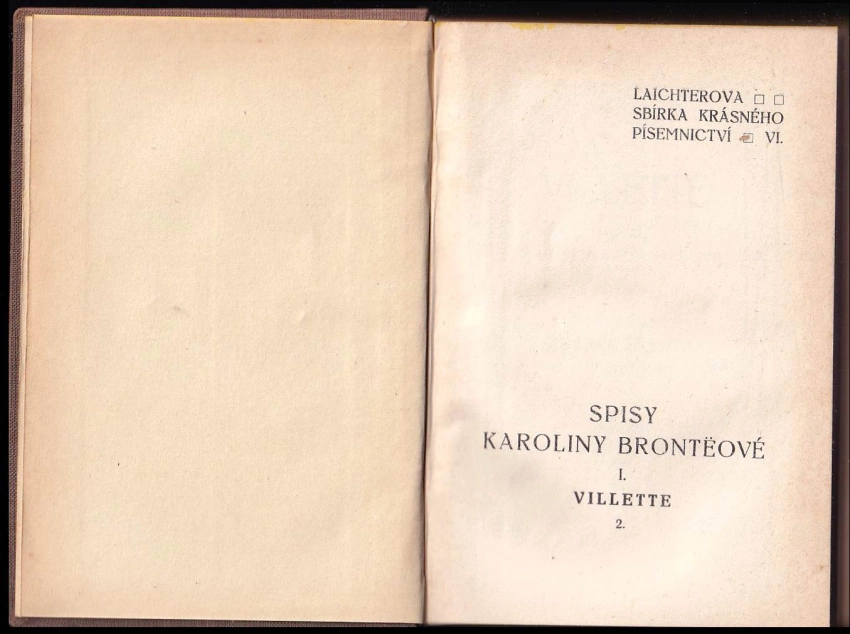 LAICHTEROVA □ □
SBÍRKA KRÁSNÉHO
PÍSEMNICTVÍ □ VI.
SPISY
KAROLINY BRONTËOVÉ
I.
VILLETTE
2.